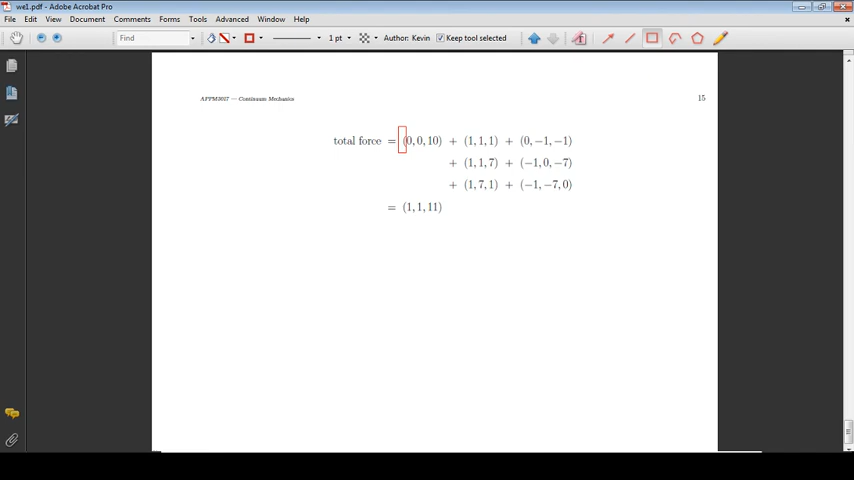 we1.pdf - Adobe Acrobat Pro
File Edit View Document Comments Forms Tools Advanced Window Help
Find 1 pt Author: Kevin Keep tool selected
APPM3027 — Continuum Mechanics 15
total force = (0, 0, 10) + (1, 1, 1) + (0, −1, −1)
+ (1, 1, 7) + (−1, 0, −7)
+ (1, 7, 1) + (−1, −7, 0)
= (1, 1, 11)